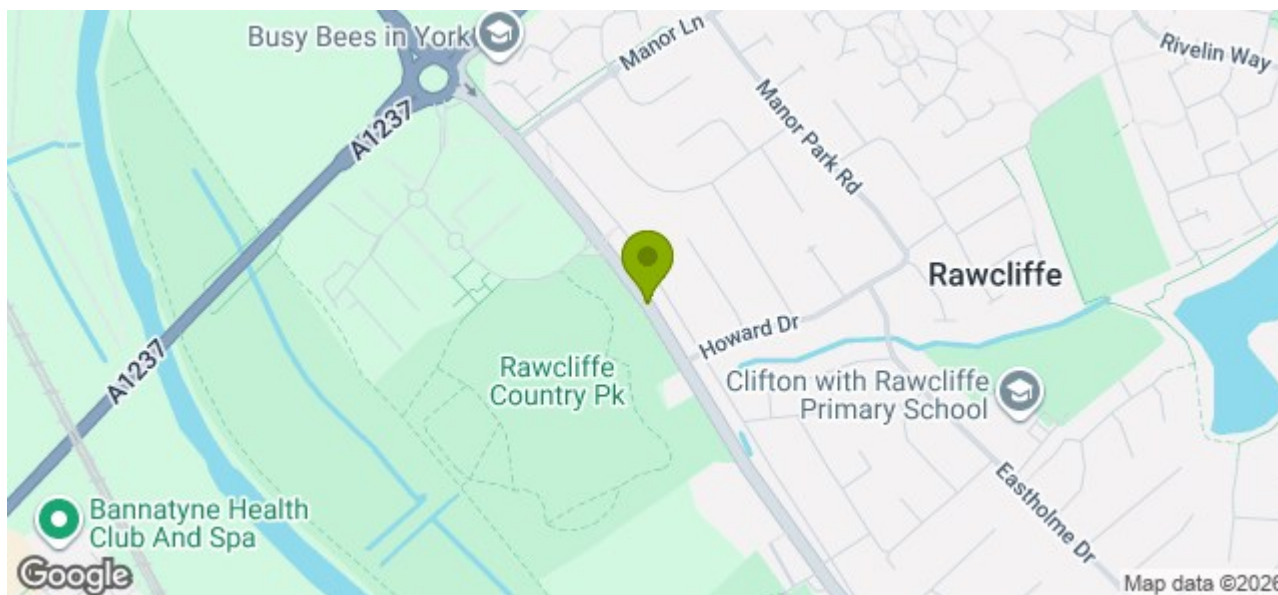 Busy Bees in York
Manor Ln
Rivelin Way
A1237
Manor Park Rd
Rawcliffe
Howard Dr
A1237
Rawcliffe
Country Pk
Clifton with Rawcliffe
Primary School
Eastholme Dr
Bannatyne Health
Club And Spa
Google
Map data ©2026